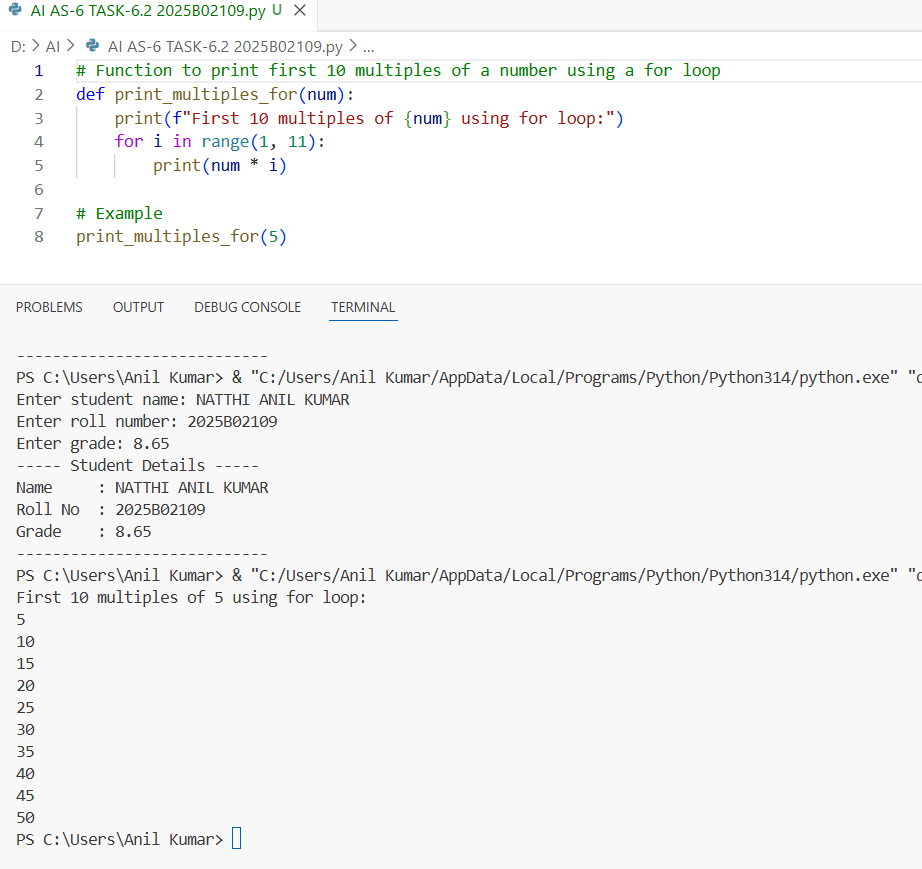 AI AS-6 TASK-6.2 2025B02109.py U
D: > AI > AI AS-6 TASK-6.2 2025B02109.py > ...
1 # Function to print first 10 multiples of a number using a for loop
2 def print_multiples_for(num):
3     print(f"First 10 multiples of {num} using for loop:")
4     for i in range(1, 11):
5         print(num * i)
6
7 # Example
8 print_multiples_for(5)
PROBLEMS OUTPUT DEBUG CONSOLE TERMINAL
----------------------------
PS C:\Users\Anil Kumar> & "C:/Users/Anil Kumar/AppData/Local/Programs/Python/Python314/python.exe" "
Enter student name: NATTHI ANIL KUMAR
Enter roll number: 2025B02109
Enter grade: 8.65
----- Student Details -----
Name     : NATTHI ANIL KUMAR
Roll No  : 2025B02109
Grade    : 8.65
----------------------------
PS C:\Users\Anil Kumar> & "C:/Users/Anil Kumar/AppData/Local/Programs/Python/Python314/python.exe" "
First 10 multiples of 5 using for loop:
5
10
15
20
25
30
35
40
45
50
PS C:\Users\Anil Kumar>